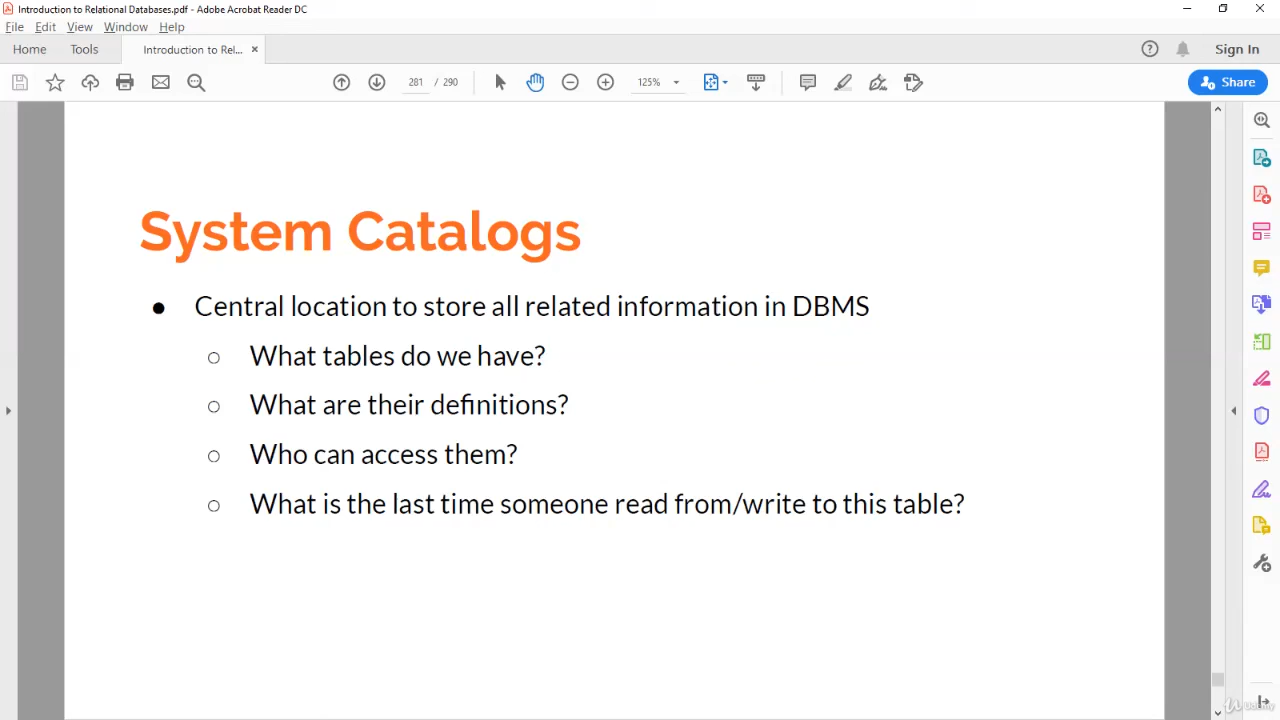 Introduction to Relational Databases.pdf - Adobe Acrobat Reader DC
File Edit View Window Help
Home Tools Introduction to Rel... × Sign In
281 / 290 125% Share
System Catalogs
● Central location to store all related information in DBMS
○ What tables do we have?
○ What are their definitions?
○ Who can access them?
○ What is the last time someone read from/write to this table?
Udemy